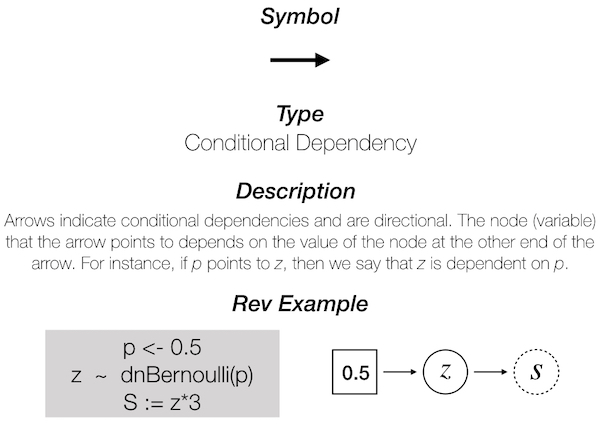 Symbol
Type
Conditional Dependency
Description
Arrows indicate conditional dependencies and are directional. The node (variable)
that the arrow points to depends on the value of the node at the other end of the
arrow. For instance, if p points to z, then we say that z is dependent on p.
Rev Example
p <- 0.5
z ~ dnBernoulli(p)
S := z*3
0.5 z s